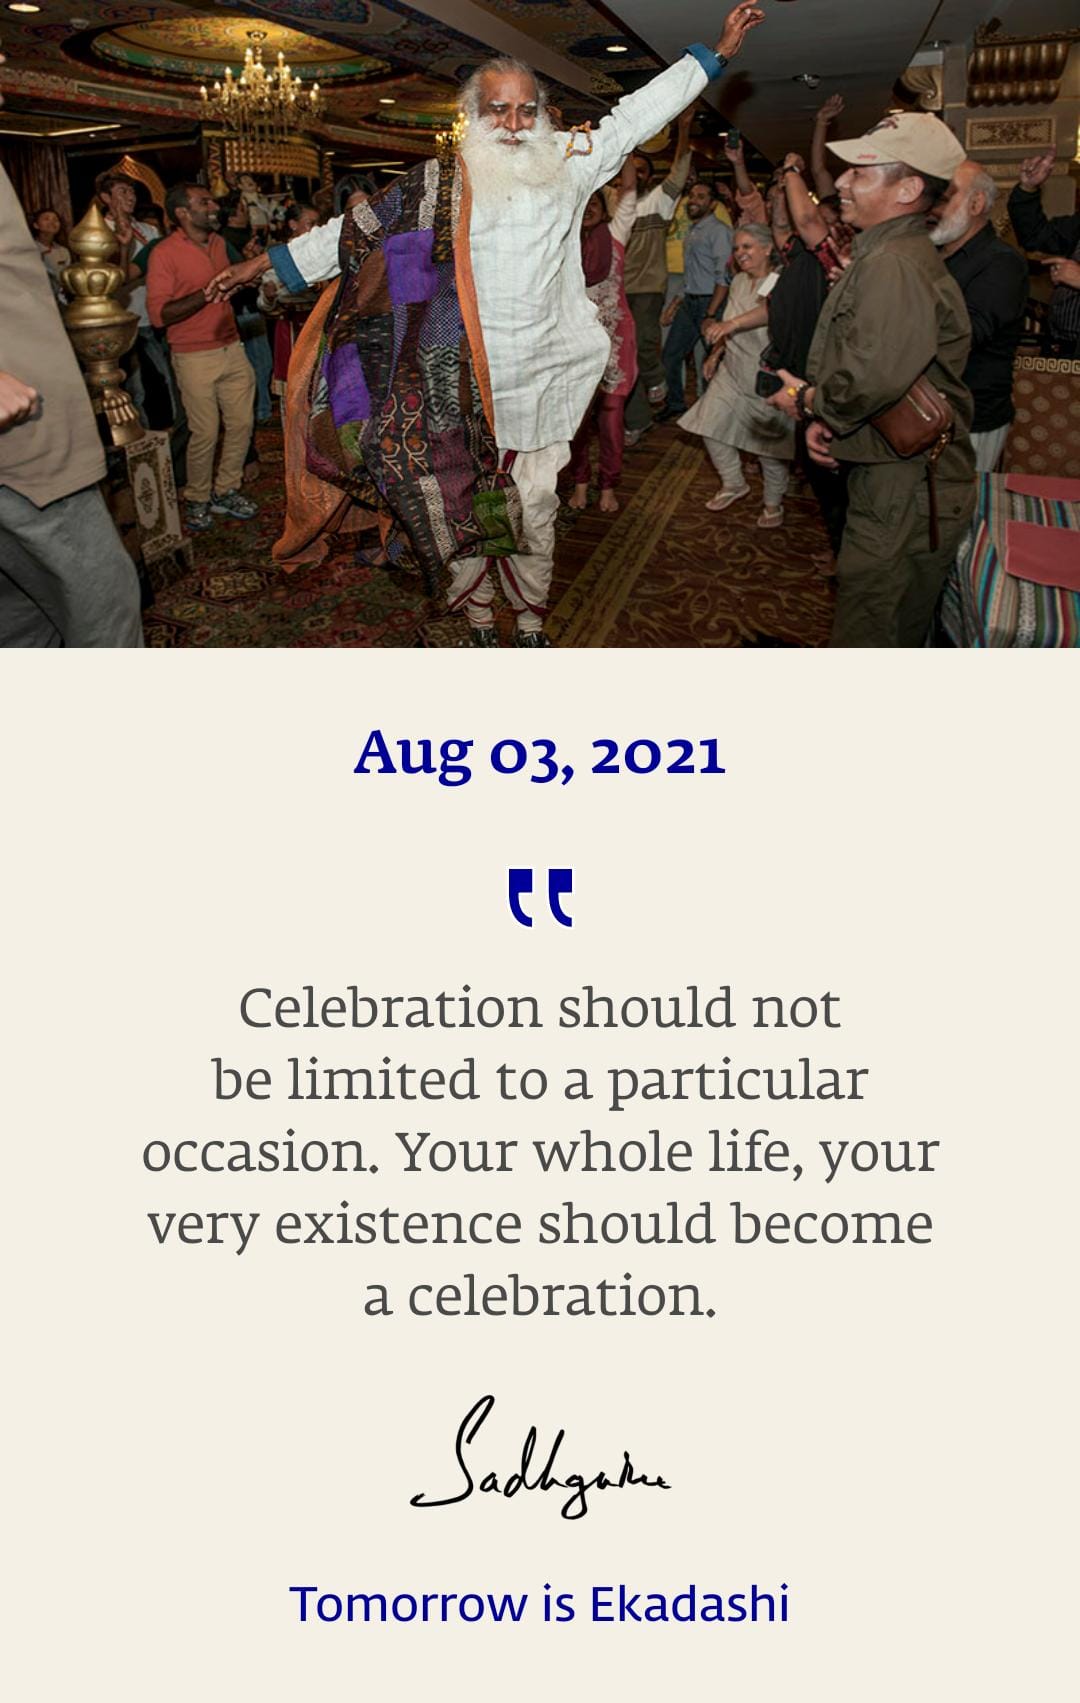 Aug 03, 2021
"
Celebration should not
be limited to a particular
occasion. Your whole life, your
very existence should become
a celebration.
Sadhguru
Tomorrow is Ekadashi